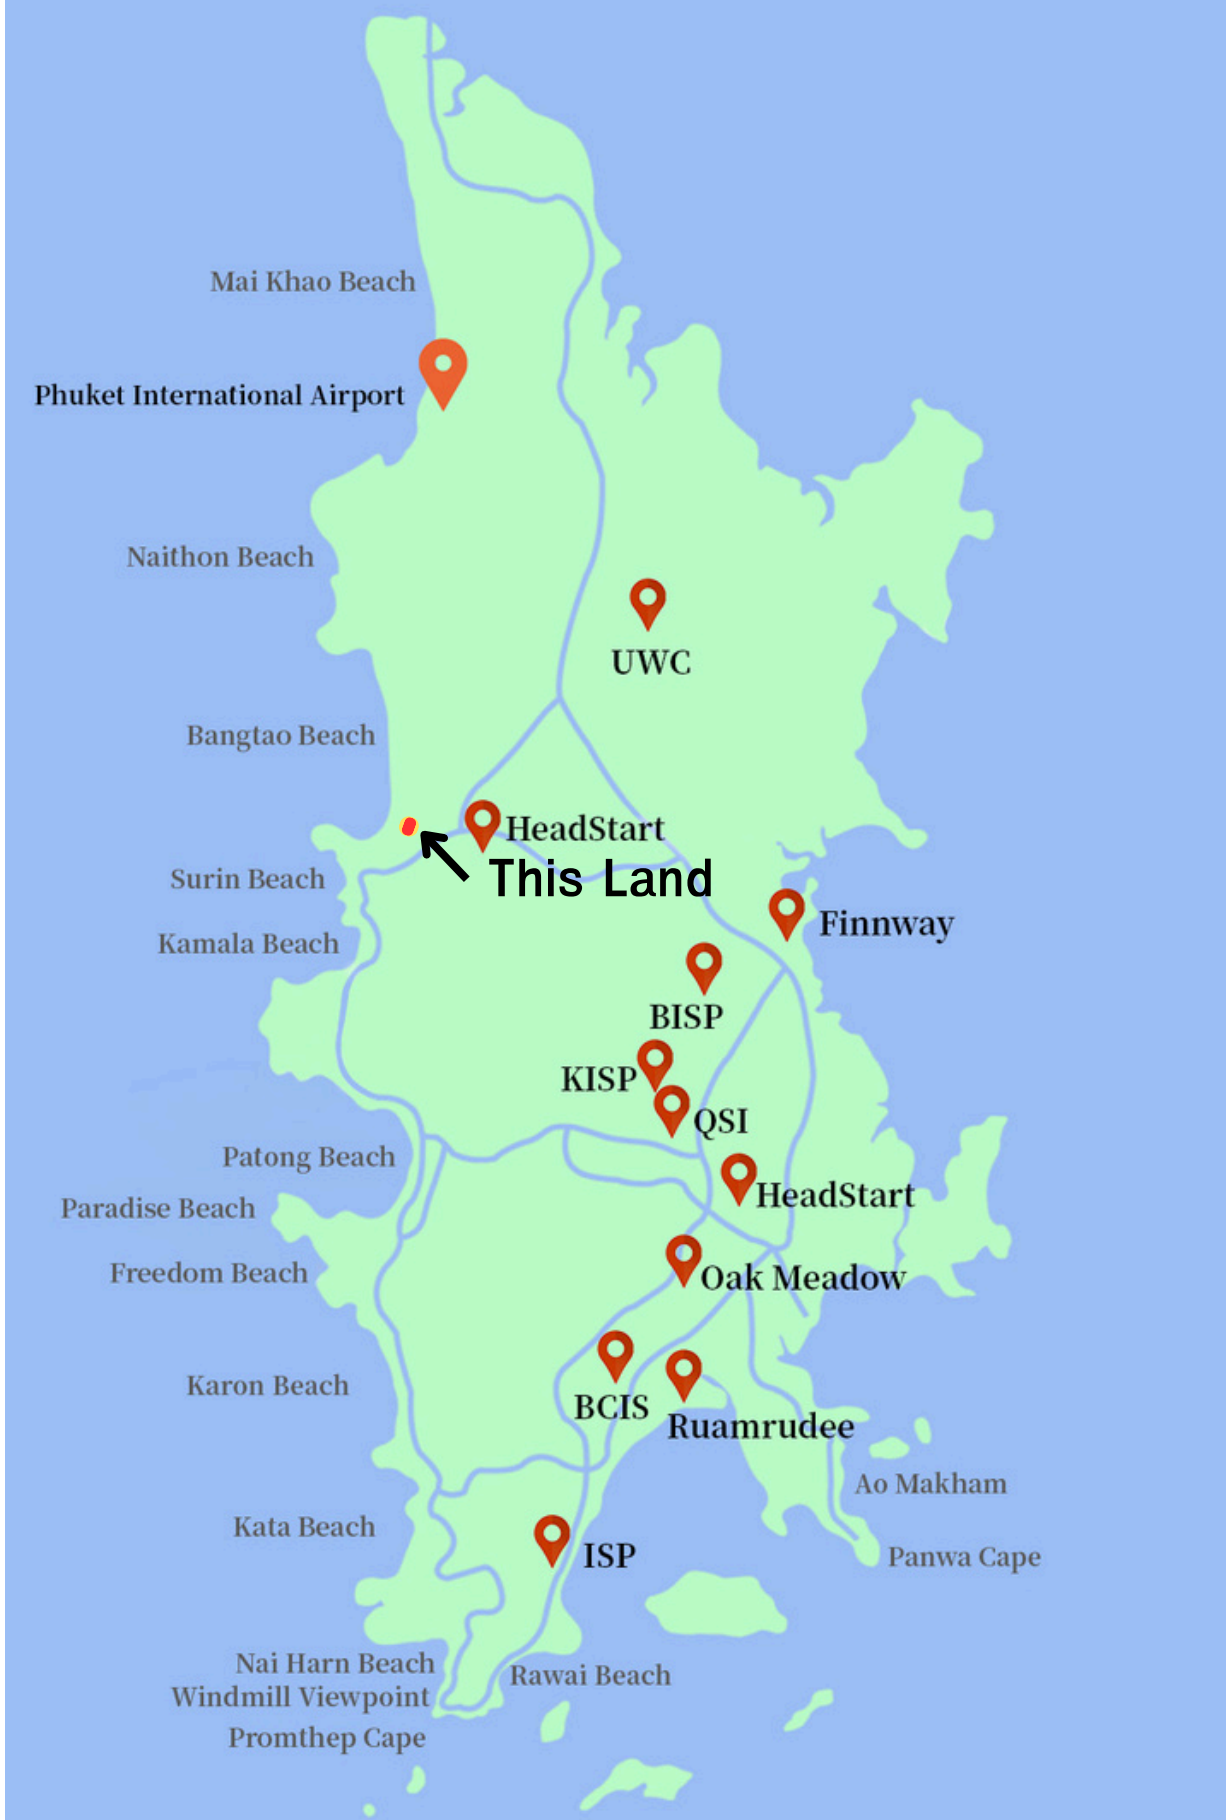 Mai Khao Beach
Phuket International Airport
Naithon Beach
UWC
Bangtao Beach
HeadStart
This Land
Surin Beach
Finnway
Kamala Beach
BISP
KISP
QSI
Patong Beach
HeadStart
Paradise Beach
Freedom Beach
Oak Meadow
Karon Beach
BCIS
Ruamrudee
Ao Makham
Kata Beach
ISP
Panwa Cape
Nai Harn Beach
Rawai Beach
Windmill Viewpoint
Promthep Cape